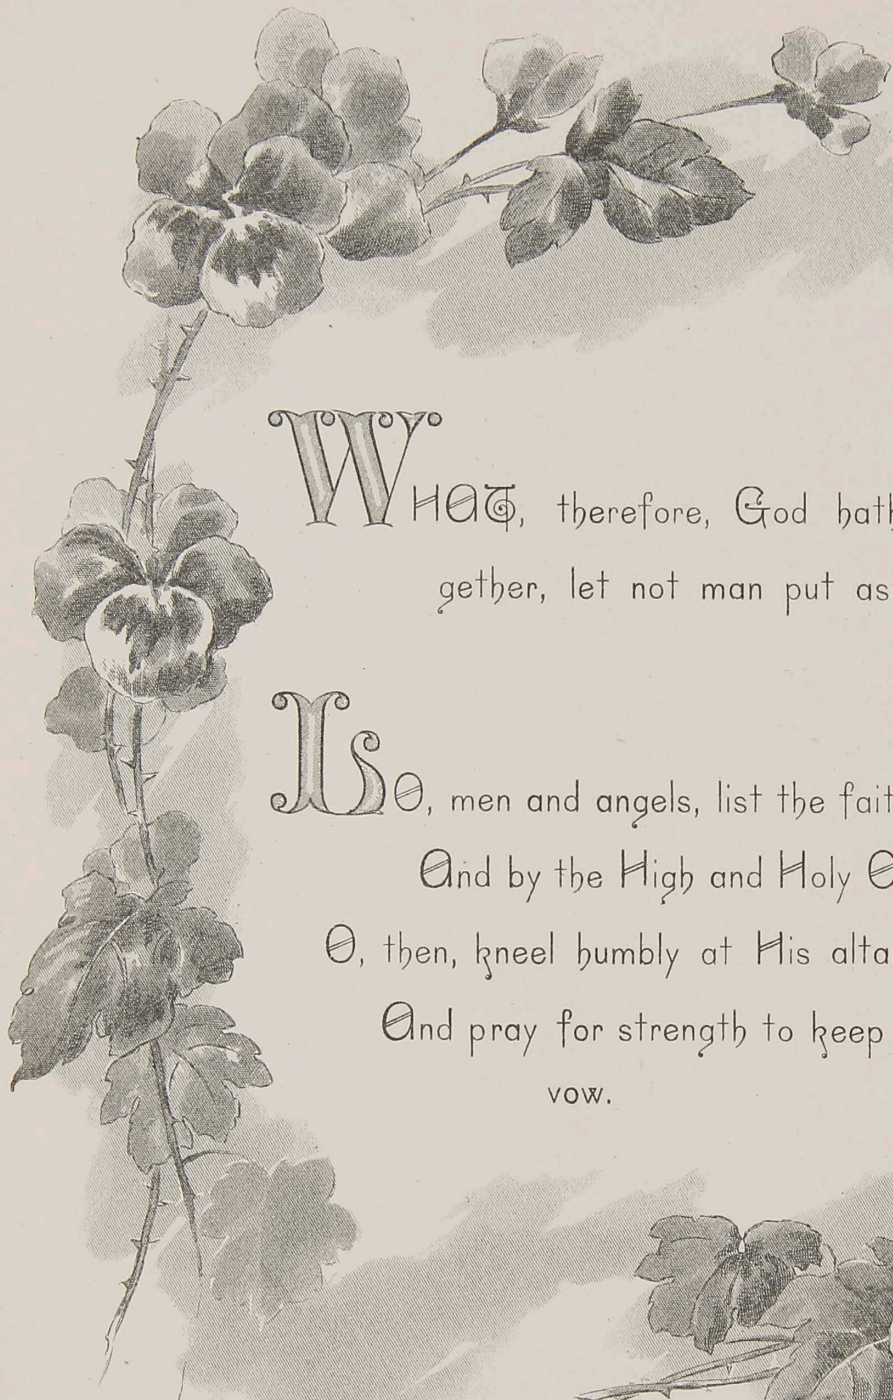 WHAT, therefore, God hath
gether, let not man put as
LO, men and angels, list the fait
And by the High and Holy O
O, then, kneel humbly at His alta
And pray for strength to keep
vow.